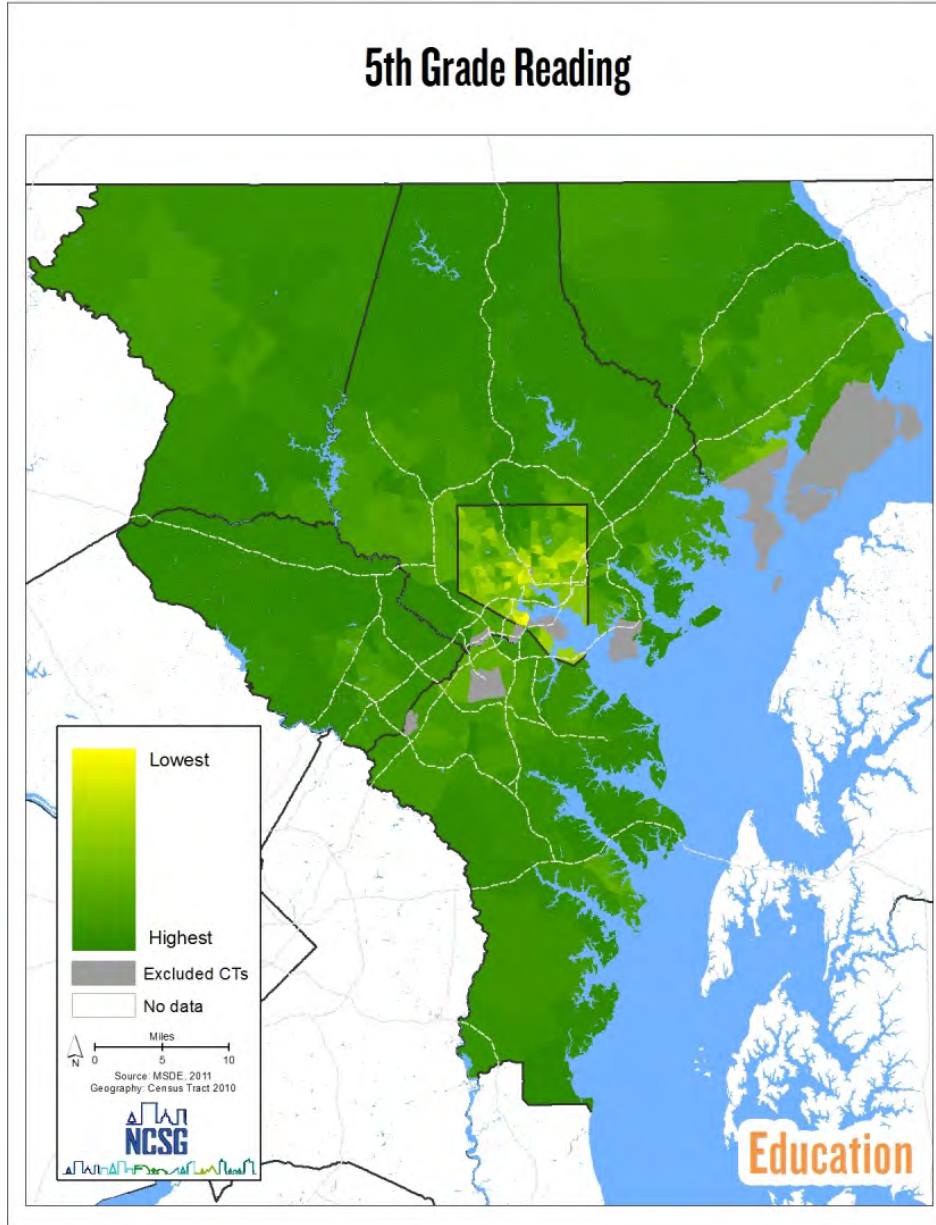 5th Grade Reading
Lowest
Highest
Excluded CTs
No data
Miles
N
0 5 10
Source: MSDE, 2011
Geography: Census Tract 2010
NCSG
Education